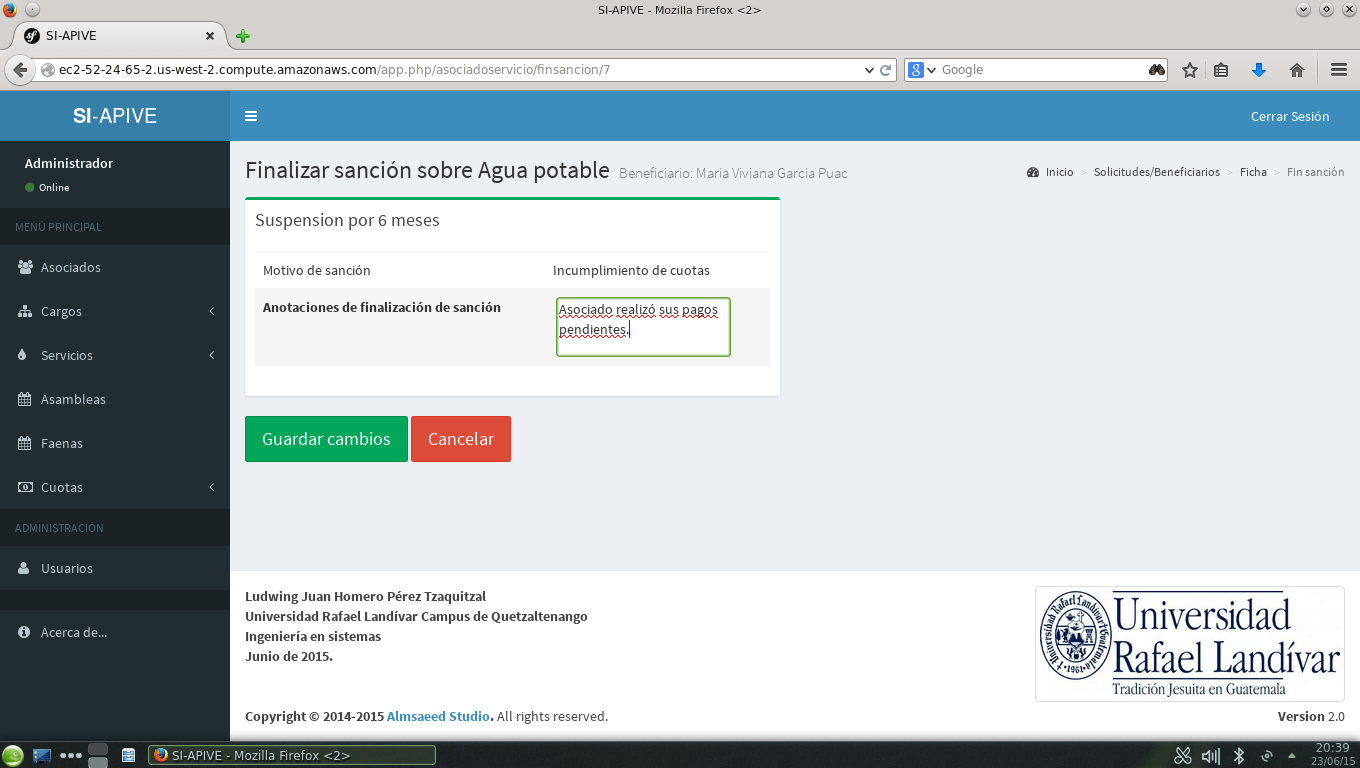 SI-APIVE - Mozilla Firefox <2>
SI-APIVE
ec2-52-24-65-2.us-west-2.compute.amazonaws.com/app.php/asociadoservicio/finsancion/7
Google
SI-APIVE
Cerrar Sesión
Administrador
Online
MENÚ PRINCIPAL
Asociados
Cargos
Servicios
Asambleas
Faenas
Cuotas
ADMINISTRACIÓN
Usuarios
Acerca de...
Finalizar sanción sobre Agua potable Beneficiario: Maria Viviana Garcia Puac
Inicio > Solicitudes/Beneficiarios > Ficha > Fin sanción
Suspension por 6 meses
Motivo de sanción Incumplimiento de cuotas
Anotaciones de finalización de sanción
Asociado realizó sus pagos
pendientes.
Guardar cambios Cancelar
Ludwing Juan Homero Pérez Tzaquitzal
Universidad Rafael Landívar Campus de Quetzaltenango
Ingeniería en sistemas
Junio de 2015.
Universidad
Rafael Landívar
Tradición Jesuita en Guatemala
Copyright © 2014-2015 Almsaeed Studio. All rights reserved.
Version 2.0
SI-APIVE - Mozilla Firefox <2>
20:39
23/06/15